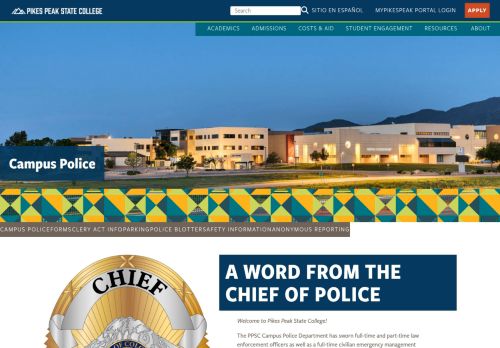 PIKES PEAK STATE COLLEGE
Search
SITIO EN ESPAÑOL
MYPIKESPEAK PORTAL LOGIN
APPLY
ACADEMICS ADMISSIONS COSTS & AID STUDENT ENGAGEMENT RESOURCES ABOUT
Campus Police
CAMPUS POLICEFORMSCLERY ACT INFOPARKINGPOLICE BLOTTERSAFETY INFORMATIONANONYMOUS REPORTING
CHIEF
OF COL
A WORD FROM THE
CHIEF OF POLICE
Welcome to Pikes Peak State College!
The PPSC Campus Police Department has sworn full-time and part-time law
enforcement officers as well as a full-time civilian emergency management